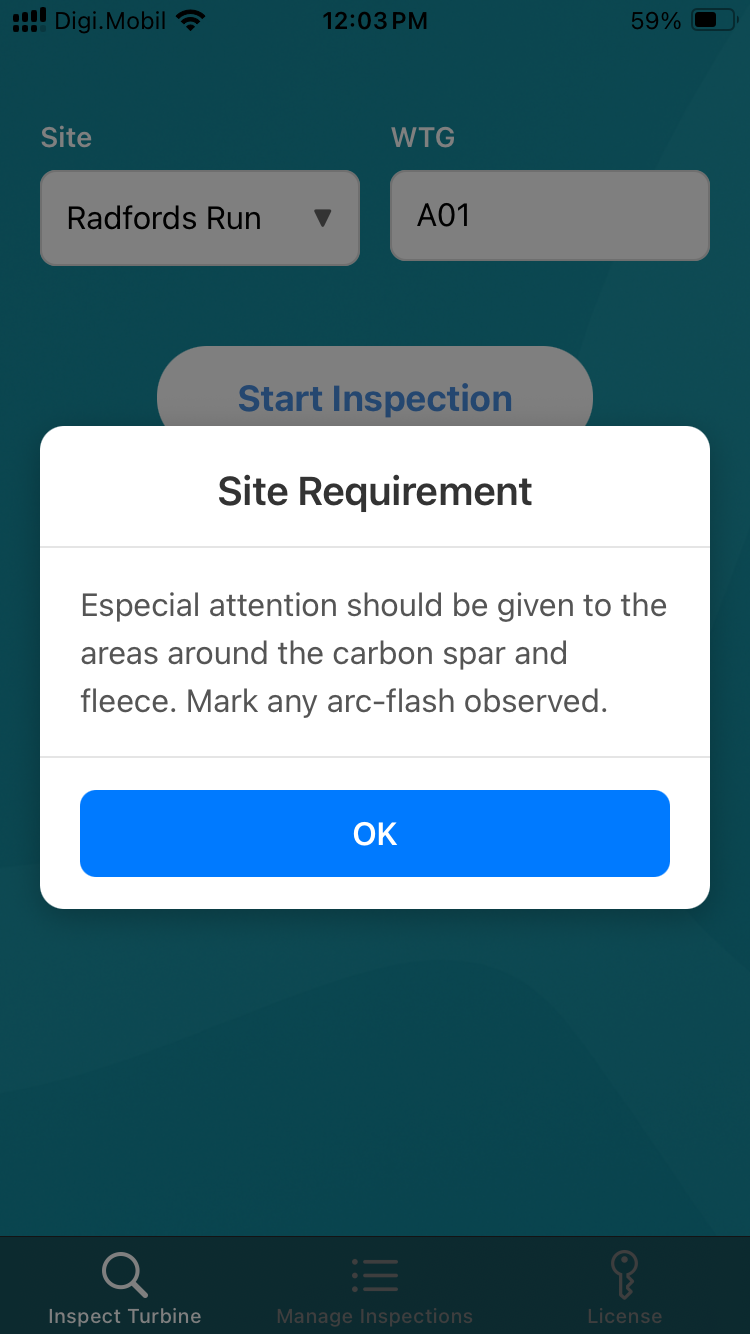 Digi.Mobil 12:03 PM 59%
Site WTG
Radfords Run A01
Start Inspection
Site Requirement
Especial attention should be given to the
areas around the carbon spar and
fleece. Mark any arc-flash observed.
OK
Inspect Turbine Manage Inspections License